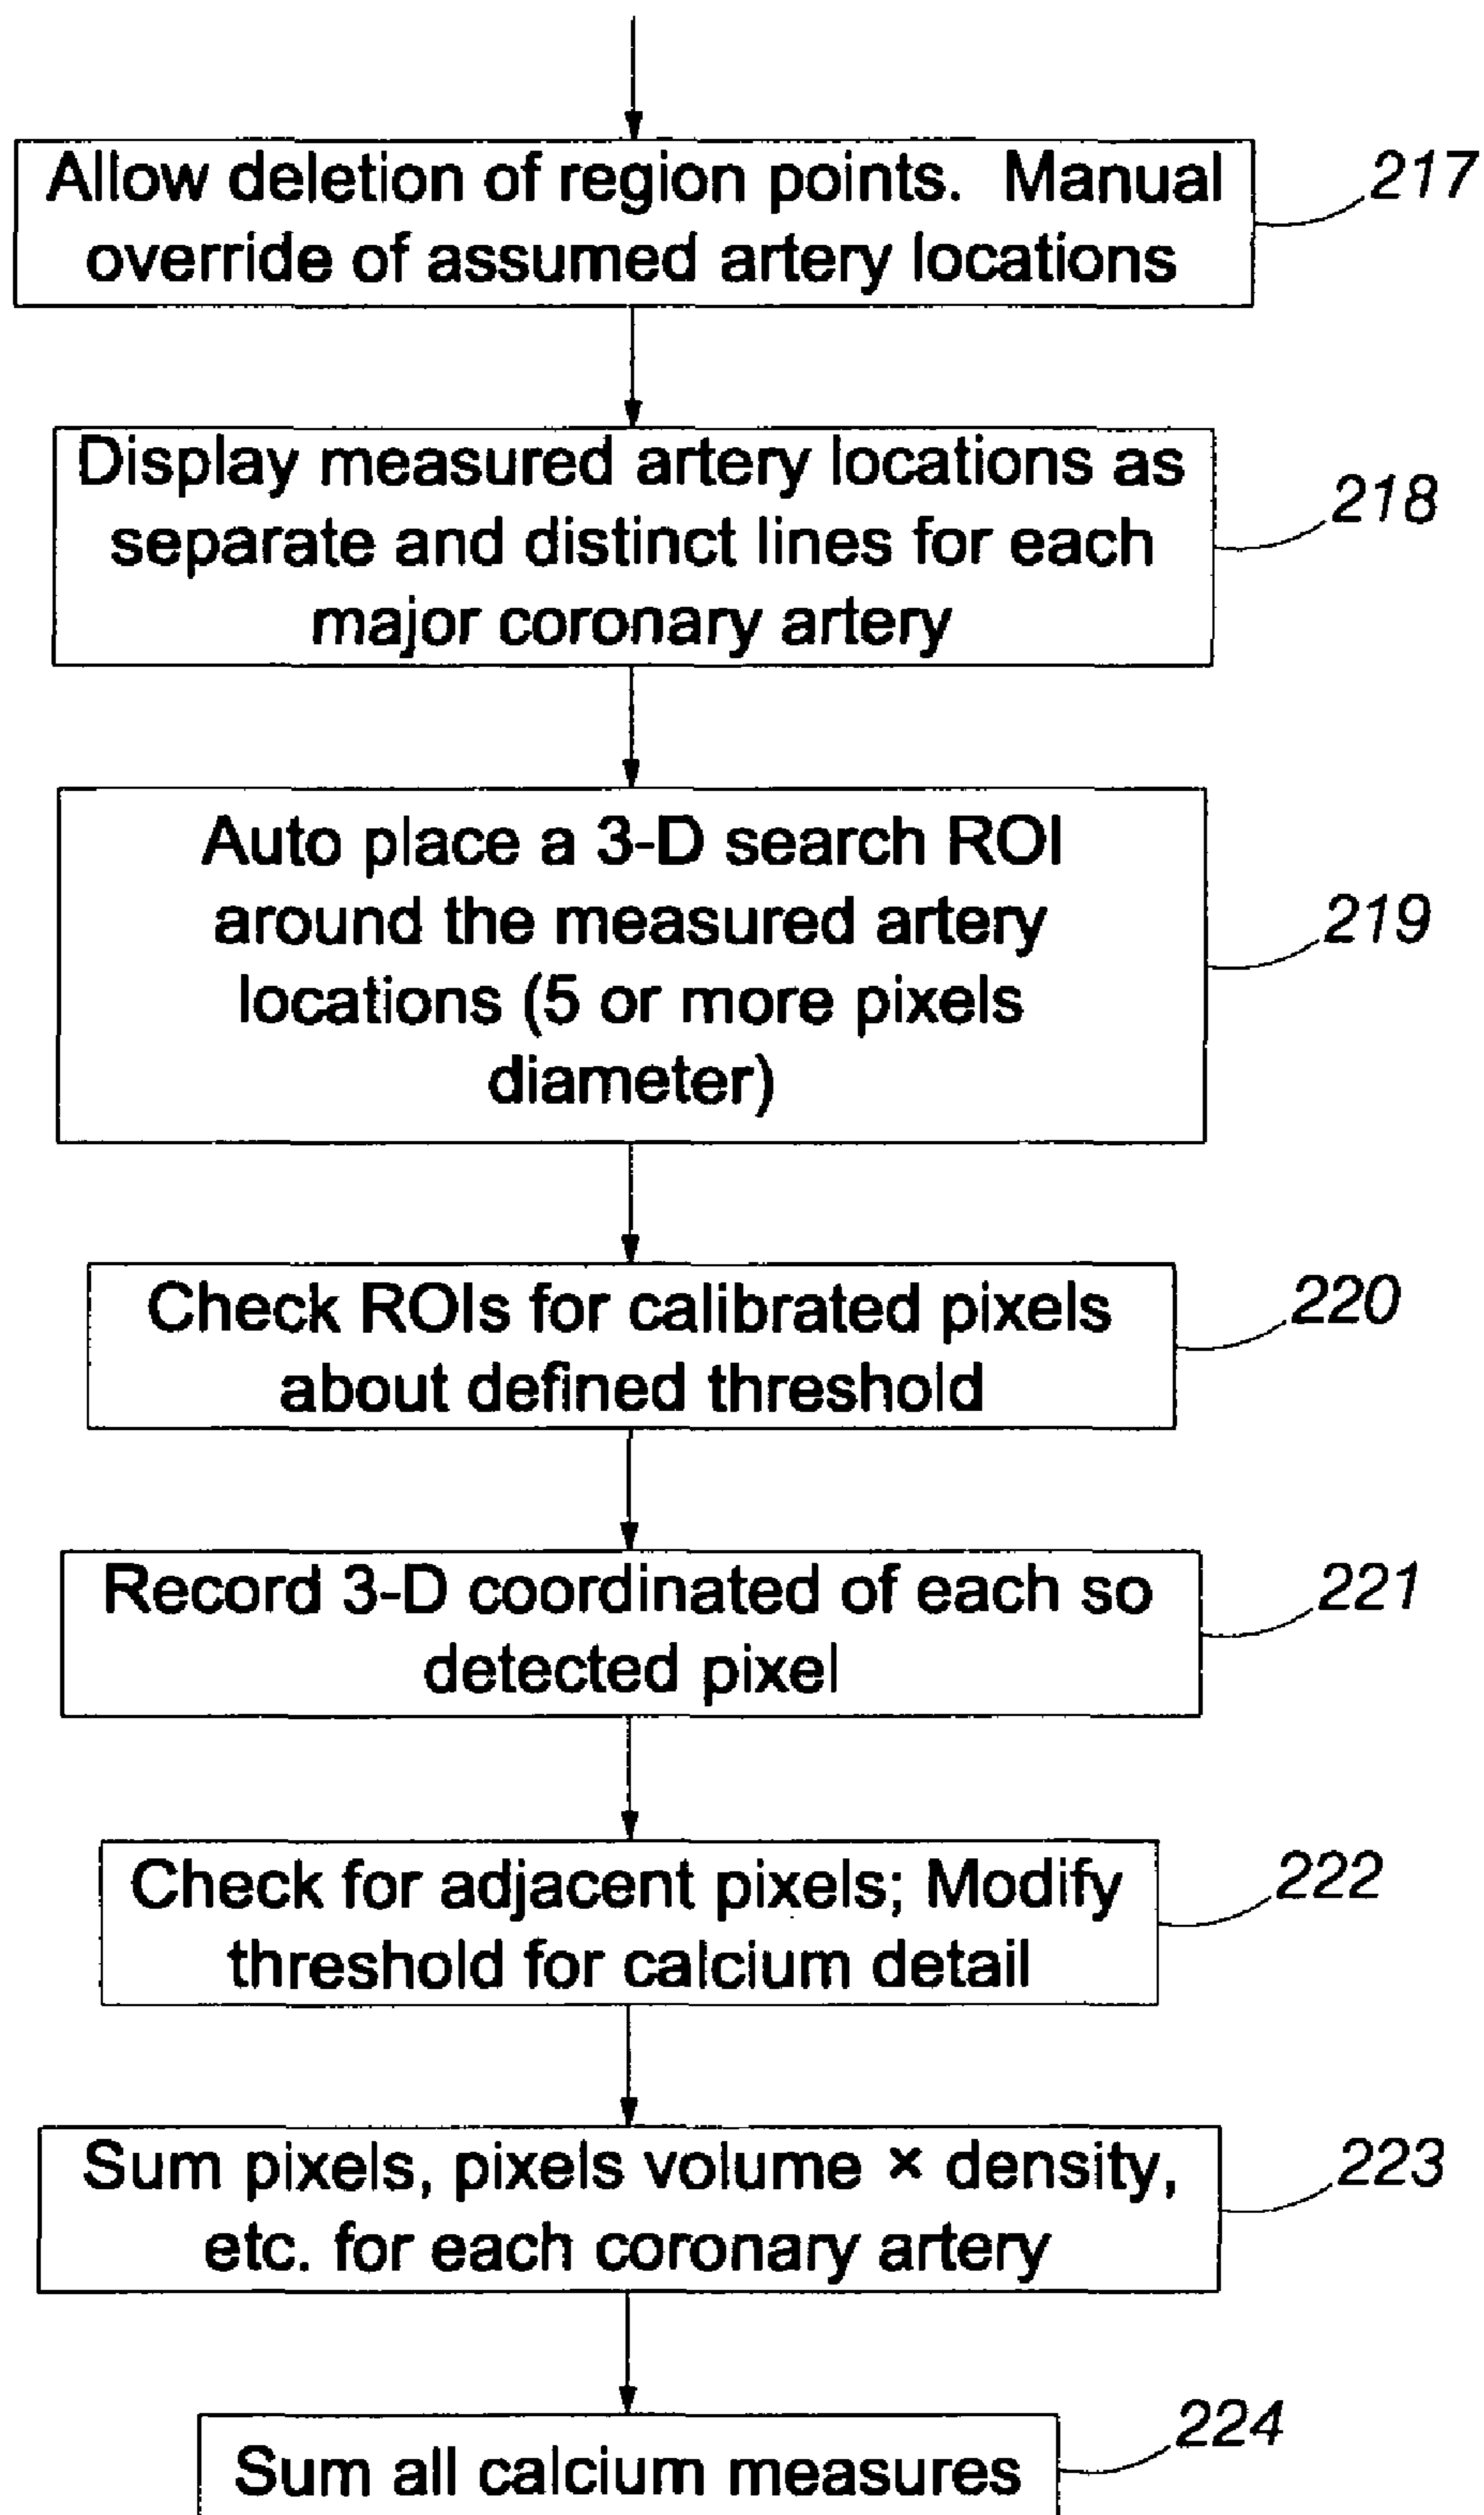 Allow deletion of region points. Manual
override of assumed artery locations
217
Display measured artery locations as
separate and distinct lines for each
major coronary artery
218
Auto place a 3-D search ROI
around the measured artery
locations (5 or more pixels
diameter)
219
Check ROIs for calibrated pixels
about defined threshold
220
Record 3-D coordinated of each so
detected pixel
221
Check for adjacent pixels; Modify
threshold for calcium detail
222
Sum pixels, pixels volume × density,
etc. for each coronary artery
223
Sum all calcium measures
224